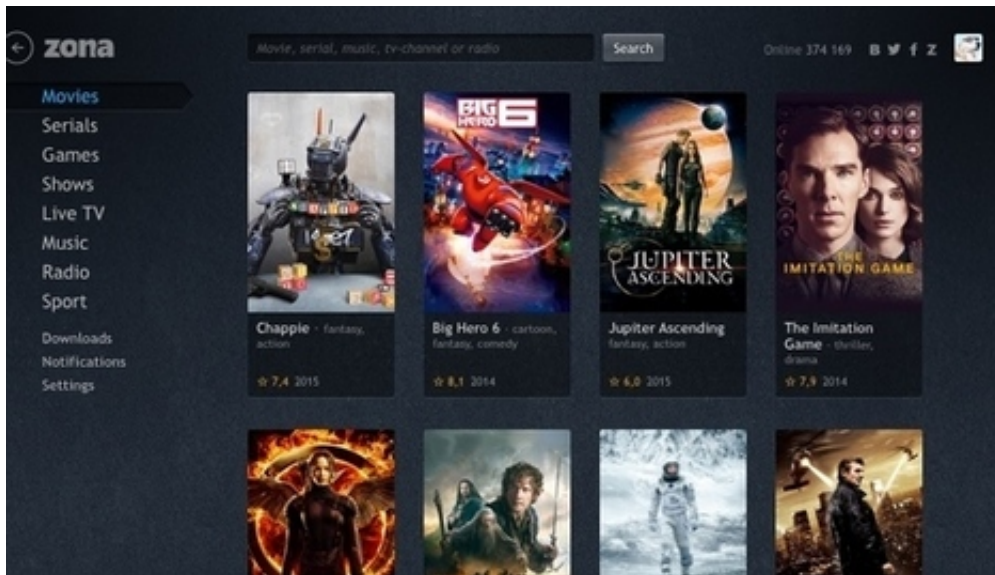 zona
Movie, serial, music, tv-channel or radio
Search
Online 374 169
B f Z
Movies
Serials
Games
Shows
Live TV
Music
Radio
Sport
Downloads
Notifications
Settings
BIG
HERO 6
JUPITER
ASCENDING
THE
IMITATION GAME
Chappie · fantasy,
action
☆ 7,4 2015
Big Hero 6 · cartoon,
fantasy, comedy
☆ 8,1 2014
Jupiter Ascending
fantasy, action
☆ 6,0 2015
The Imitation
Game · thriller,
drama
☆ 7,9 2014